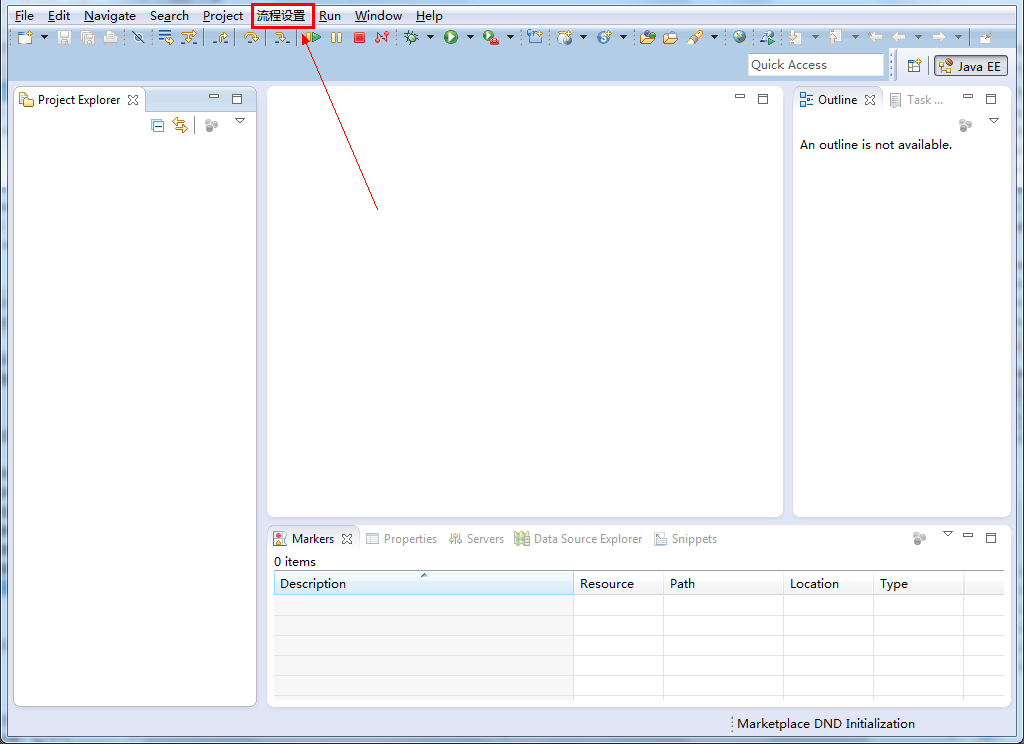 File Edit Navigate Search Project 流程设置 Run Window Help
Quick Access
Java EE
Project Explorer
Outline
Task ...
An outline is not available.
Markers Properties Servers Data Source Explorer Snippets
0 items
Description Resource Path Location Type
Marketplace DND Initialization